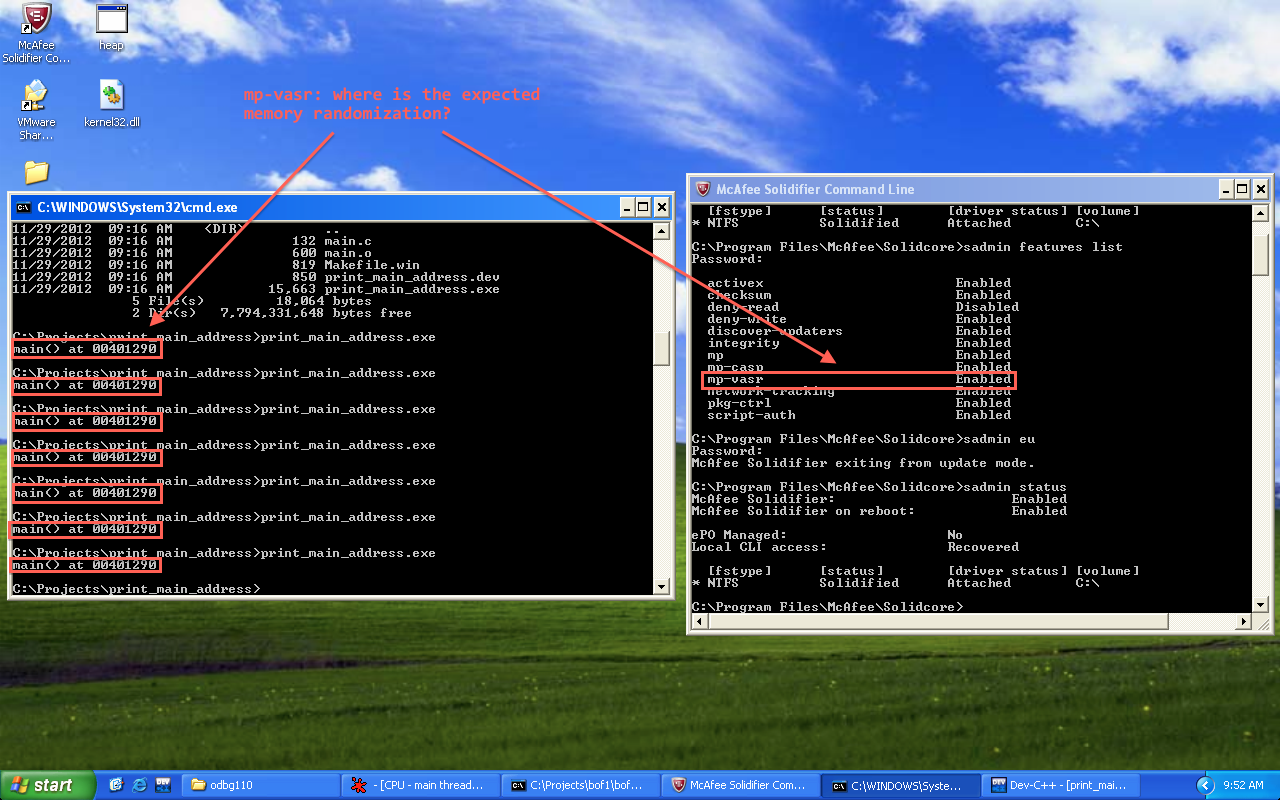 McAfee
Solidifier Co...
heap
VMware
Shar...
kernel32.dll
mp-vasr: where is the expected
memory randomization?
C:\WINDOWS\System32\cmd.exe
11/29/2012  09:16 AM    <DIR>          ..
11/29/2012  09:16 AM               132 main.c
11/29/2012  09:16 AM               600 main.o
11/29/2012  09:16 AM               819 Makefile.win
11/29/2012  09:16 AM               850 print_main_address.dev
11/29/2012  09:16 AM            15,663 print_main_address.exe
5 File(s)         18,064 bytes
2 Dir(s)   7,794,331,648 bytes free
C:\Projects\print_main_address>print_main_address.exe
main() at 00401290
C:\Projects\print_main_address>print_main_address.exe
main() at 00401290
C:\Projects\print_main_address>print_main_address.exe
main() at 00401290
C:\Projects\print_main_address>print_main_address.exe
main() at 00401290
C:\Projects\print_main_address>print_main_address.exe
main() at 00401290
C:\Projects\print_main_address>print_main_address.exe
main() at 00401290
C:\Projects\print_main_address>print_main_address.exe
main() at 00401290
C:\Projects\print_main_address>
McAfee Solidifier Command Line
[fstype]      [status]        [driver status] [volume]
* NTFS        Solidified      Attached        C:\
C:\Program Files\McAfee\Solidcore>sadmin features list
Password:
activex                        Enabled
checksum                       Enabled
deny-read                      Disabled
deny-write                     Enabled
discover-updaters              Enabled
integrity                      Enabled
mp                             Enabled
mp-casp                        Enabled
mp-vasr                        Enabled
network-tracking               Enabled
pkg-ctrl                       Enabled
script-auth                    Enabled
C:\Program Files\McAfee\Solidcore>sadmin eu
Password:
McAfee Solidifier exiting from update mode.
C:\Program Files\McAfee\Solidcore>sadmin status
McAfee Solidifier:                      Enabled
McAfee Solidifier on reboot:            Enabled
ePO Managed:                    No
Local CLI access:               Recovered
[fstype]      [status]        [driver status] [volume]
* NTFS        Solidified      Attached        C:\
C:\Program Files\McAfee\Solidcore>
start
DEV
odbg110
- [CPU - main thread...
C:\Projects\bof1\bof...
McAfee Solidifier Com...
C:\WINDOWS\Syste...
DEV
Dev-C++ - [print_mai...
9:52 AM